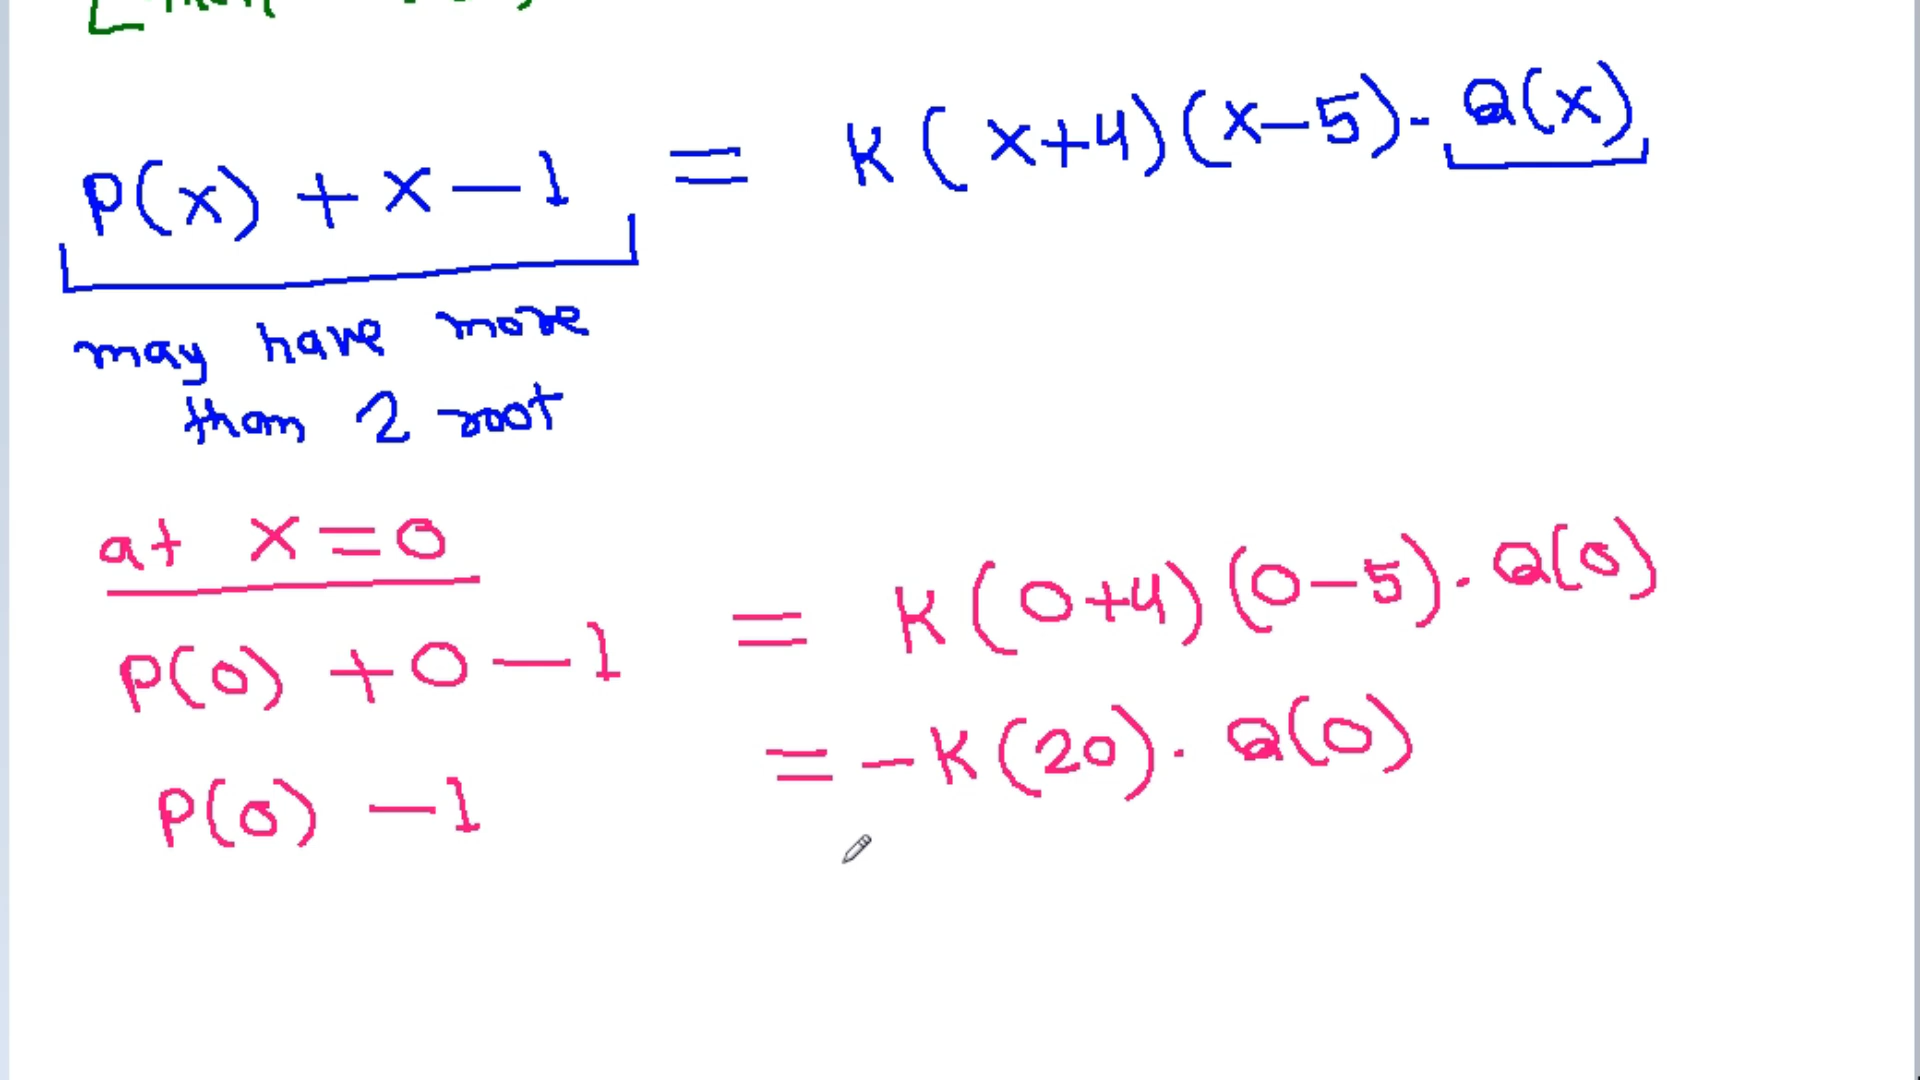 P(x) + x - 1 = K(x+4)(x-5) · Q(x)
may have more
than 2 root
at x = 0
P(0) + 0 - 1 = K(0+4)(0-5) · Q(0)
P(0) - 1 = -K(20) · Q(0)